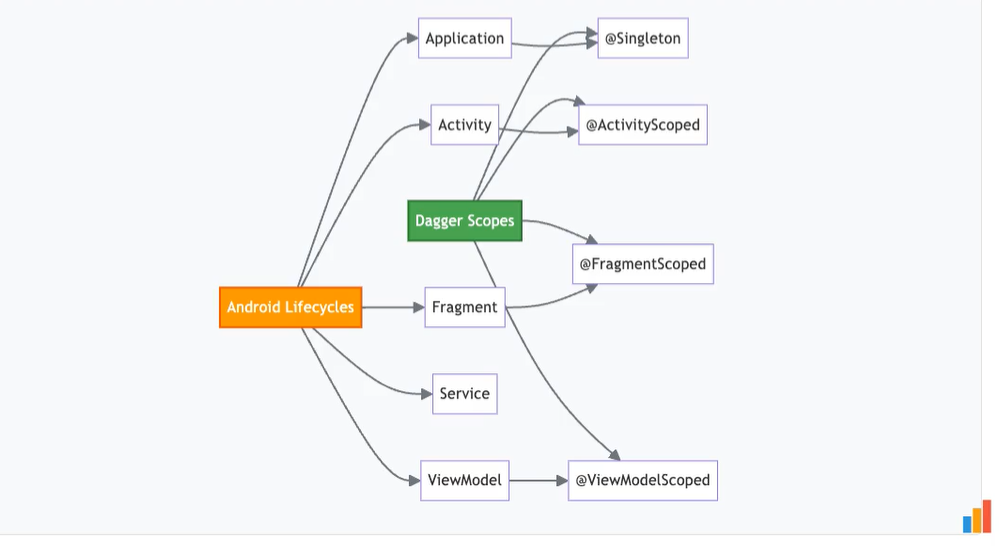 Application
@Singleton
Activity
@ActivityScoped
Dagger Scopes
@FragmentScoped
Android Lifecycles
Fragment
Service
ViewModel
@ViewModelScoped